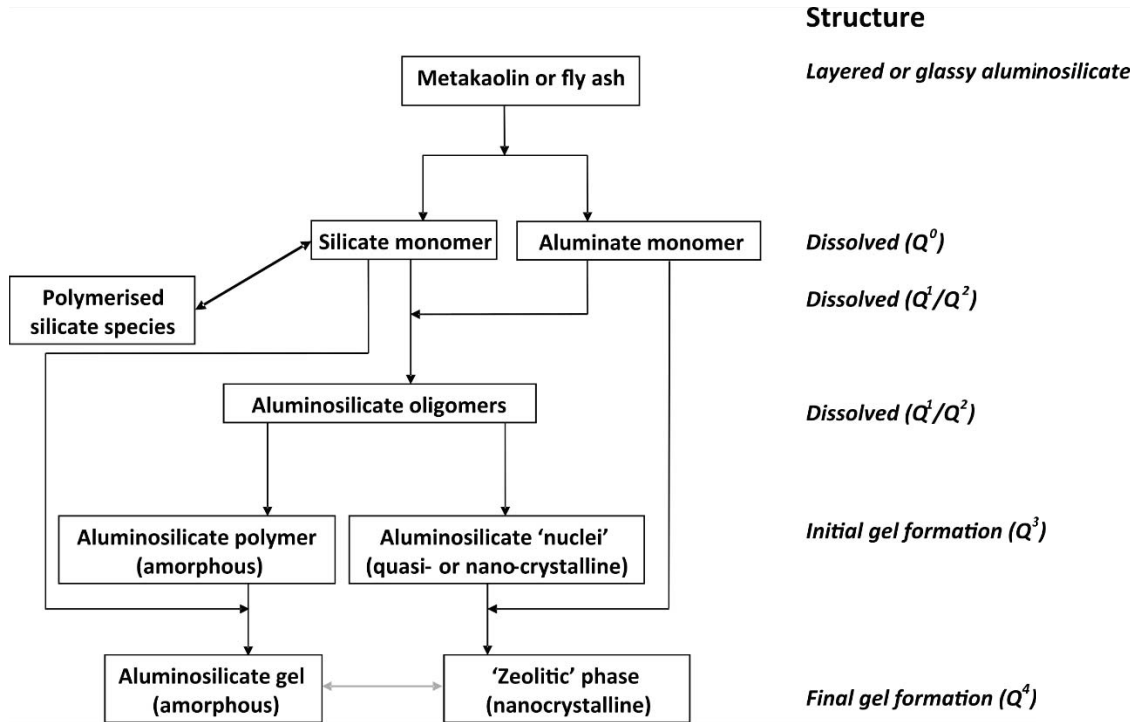 Structure
Metakaolin or fly ash
Layered or glassy aluminosilicate
Silicate monomer
Aluminate monomer
Dissolved (Q⁰)
Polymerised
silicate species
Dissolved (Q¹/Q²)
Aluminosilicate oligomers
Dissolved (Q¹/Q²)
Aluminosilicate polymer
(amorphous)
Aluminosilicate ‘nuclei’
(quasi- or nano-crystalline)
Initial gel formation (Q³)
Aluminosilicate gel
(amorphous)
‘Zeolitic’ phase
(nanocrystalline)
Final gel formation (Q⁴)